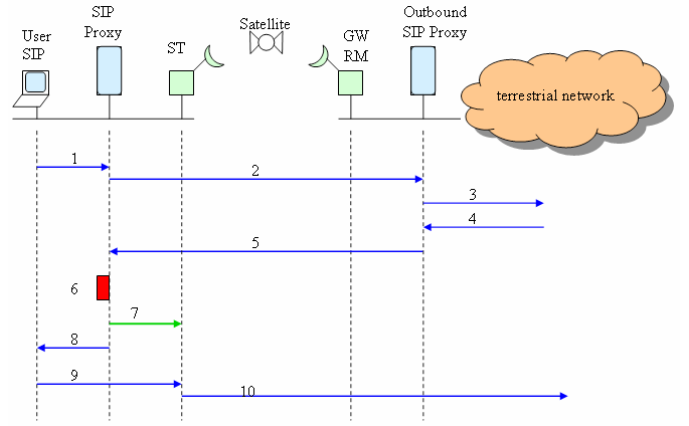 User
SIP
SIP
Proxy
ST
Satellite
GW
RM
Outbound
SIP Proxy
terrestrial network
1
2
3
4
5
6
7
8
9
10